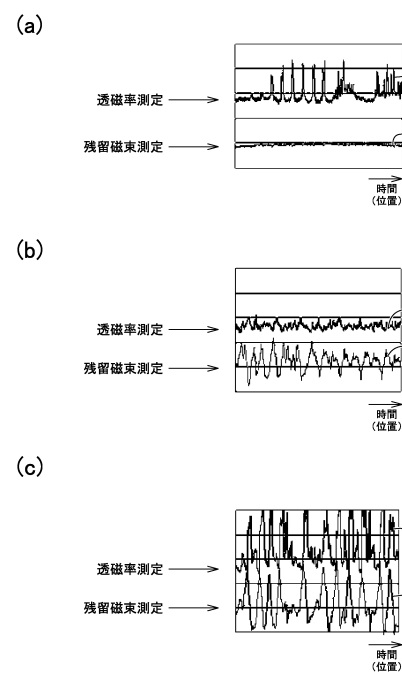 (a)
透磁率測定
残留磁束測定
時間
(位置)
(b)
透磁率測定
残留磁束測定
時間
(位置)
(c)
透磁率測定
残留磁束測定
時間
(位置)